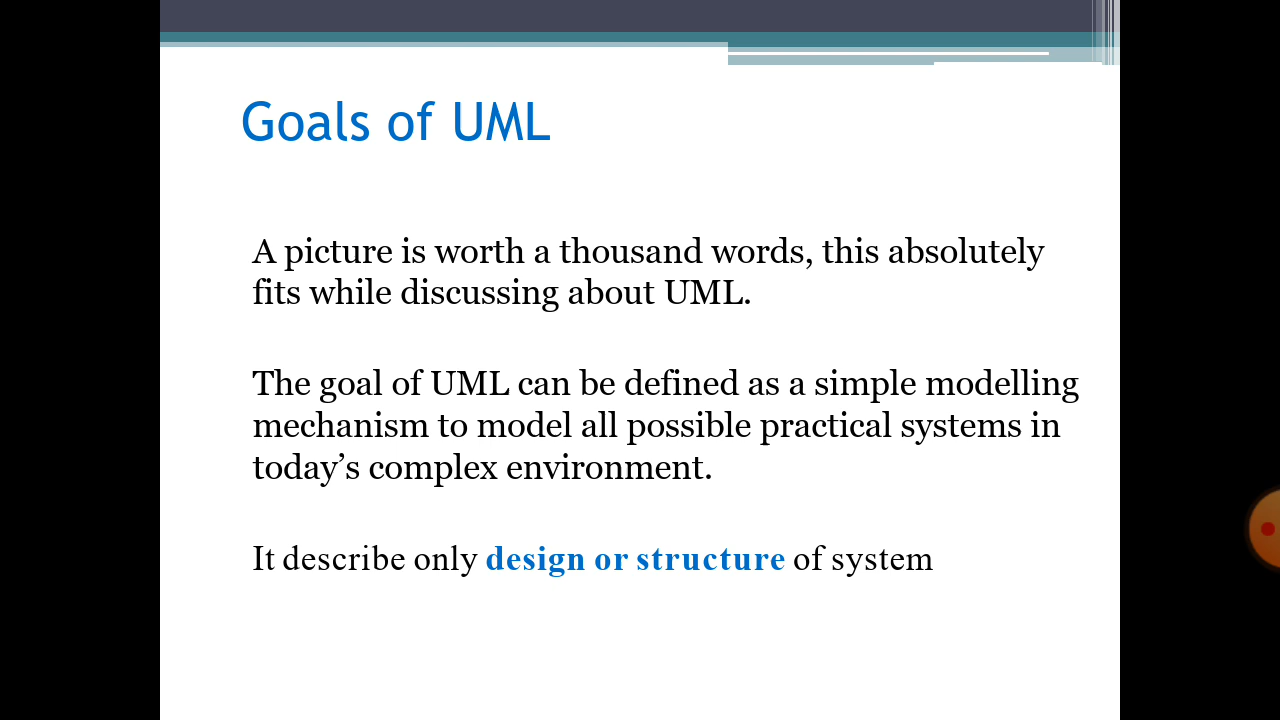 Goals of UML
A picture is worth a thousand words, this absolutely
fits while discussing about UML.
The goal of UML can be defined as a simple modelling
mechanism to model all possible practical systems in
today’s complex environment.
It describe only design or structure of system